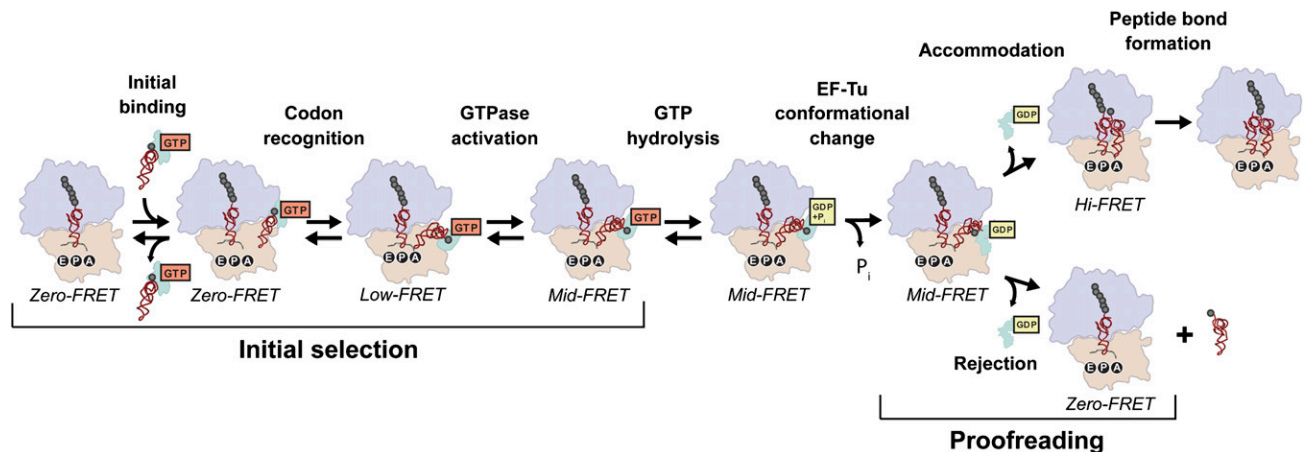 Initial
binding
Codon
recognition
GTPase
activation
GTP
hydrolysis
EF-Tu
conformational
change
Accommodation
Peptide bond
formation
GTP
GTP
GTP
GTP
GTP
GDP
+Pi
Pi
GDP
GDP
GDP
E P A
E P A
E P A
E P A
E P A
E P A
E P A
E P A
E P A
Zero-FRET
Zero-FRET
Low-FRET
Mid-FRET
Mid-FRET
Mid-FRET
Hi-FRET
Rejection
+
Zero-FRET
Initial selection
Proofreading